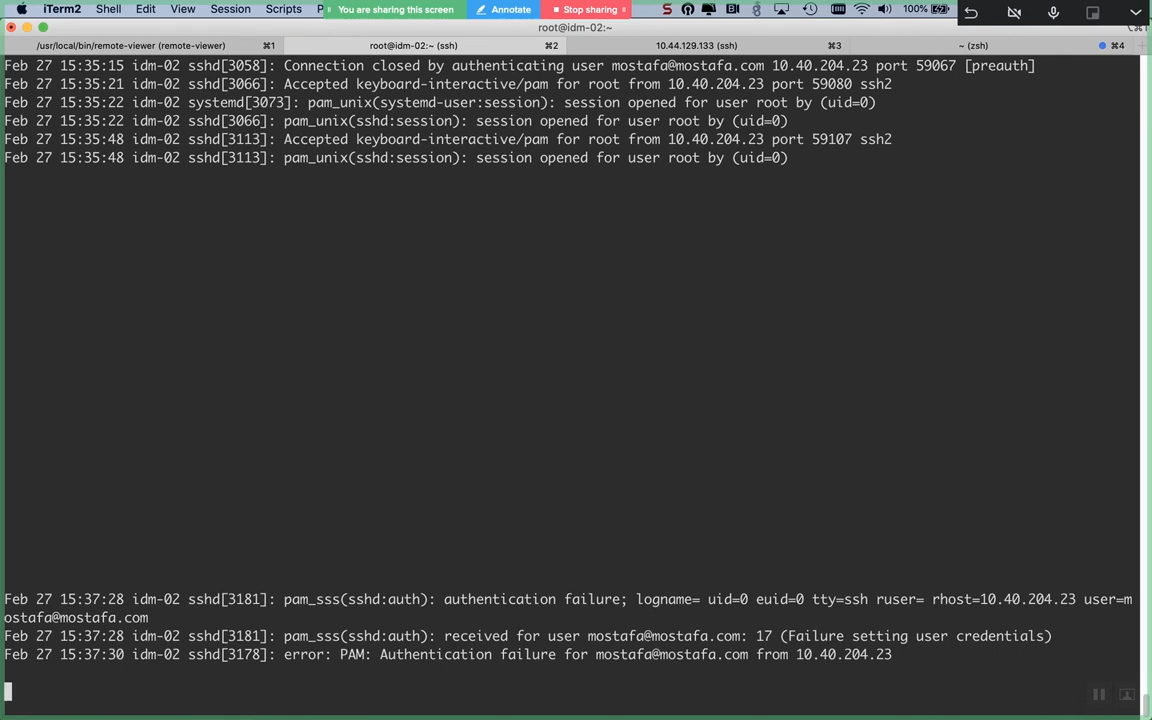 iTerm2 Shell Edit View Session Scripts P You are sharing this screen Annotate Stop sharing 100%
root@idm-02:~
/usr/local/bin/remote-viewer (remote-viewer) ⌘1 root@idm-02:~ (ssh) ⌘2 10.44.129.133 (ssh) ⌘3 ~ (zsh) ⌘4
Feb 27 15:35:15 idm-02 sshd[3058]: Connection closed by authenticating user mostafa@mostafa.com 10.40.204.23 port 59067 [preauth]
Feb 27 15:35:21 idm-02 sshd[3066]: Accepted keyboard-interactive/pam for root from 10.40.204.23 port 59080 ssh2
Feb 27 15:35:22 idm-02 systemd[3073]: pam_unix(systemd-user:session): session opened for user root by (uid=0)
Feb 27 15:35:22 idm-02 sshd[3066]: pam_unix(sshd:session): session opened for user root by (uid=0)
Feb 27 15:35:48 idm-02 sshd[3113]: Accepted keyboard-interactive/pam for root from 10.40.204.23 port 59107 ssh2
Feb 27 15:35:48 idm-02 sshd[3113]: pam_unix(sshd:session): session opened for user root by (uid=0)
Feb 27 15:37:28 idm-02 sshd[3181]: pam_sss(sshd:auth): authentication failure; logname= uid=0 euid=0 tty=ssh ruser= rhost=10.40.204.23 user=m
ostafa@mostafa.com
Feb 27 15:37:28 idm-02 sshd[3181]: pam_sss(sshd:auth): received for user mostafa@mostafa.com: 17 (Failure setting user credentials)
Feb 27 15:37:30 idm-02 sshd[3178]: error: PAM: Authentication failure for mostafa@mostafa.com from 10.40.204.23